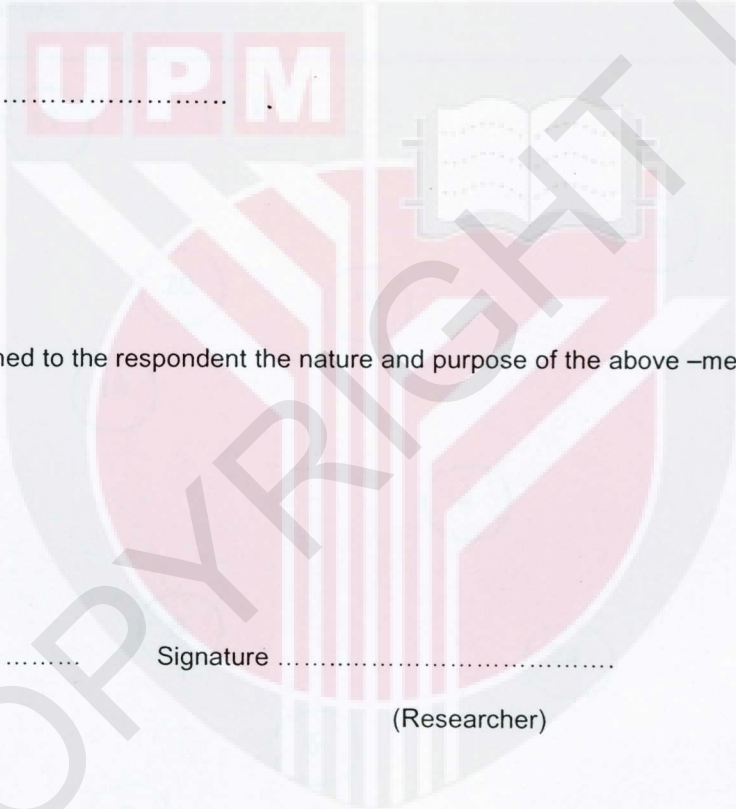 UPM
........................................
ned to the respondent the nature and purpose of the above –me
......... Signature ..........................................
(Researcher)
COPYRIGHT